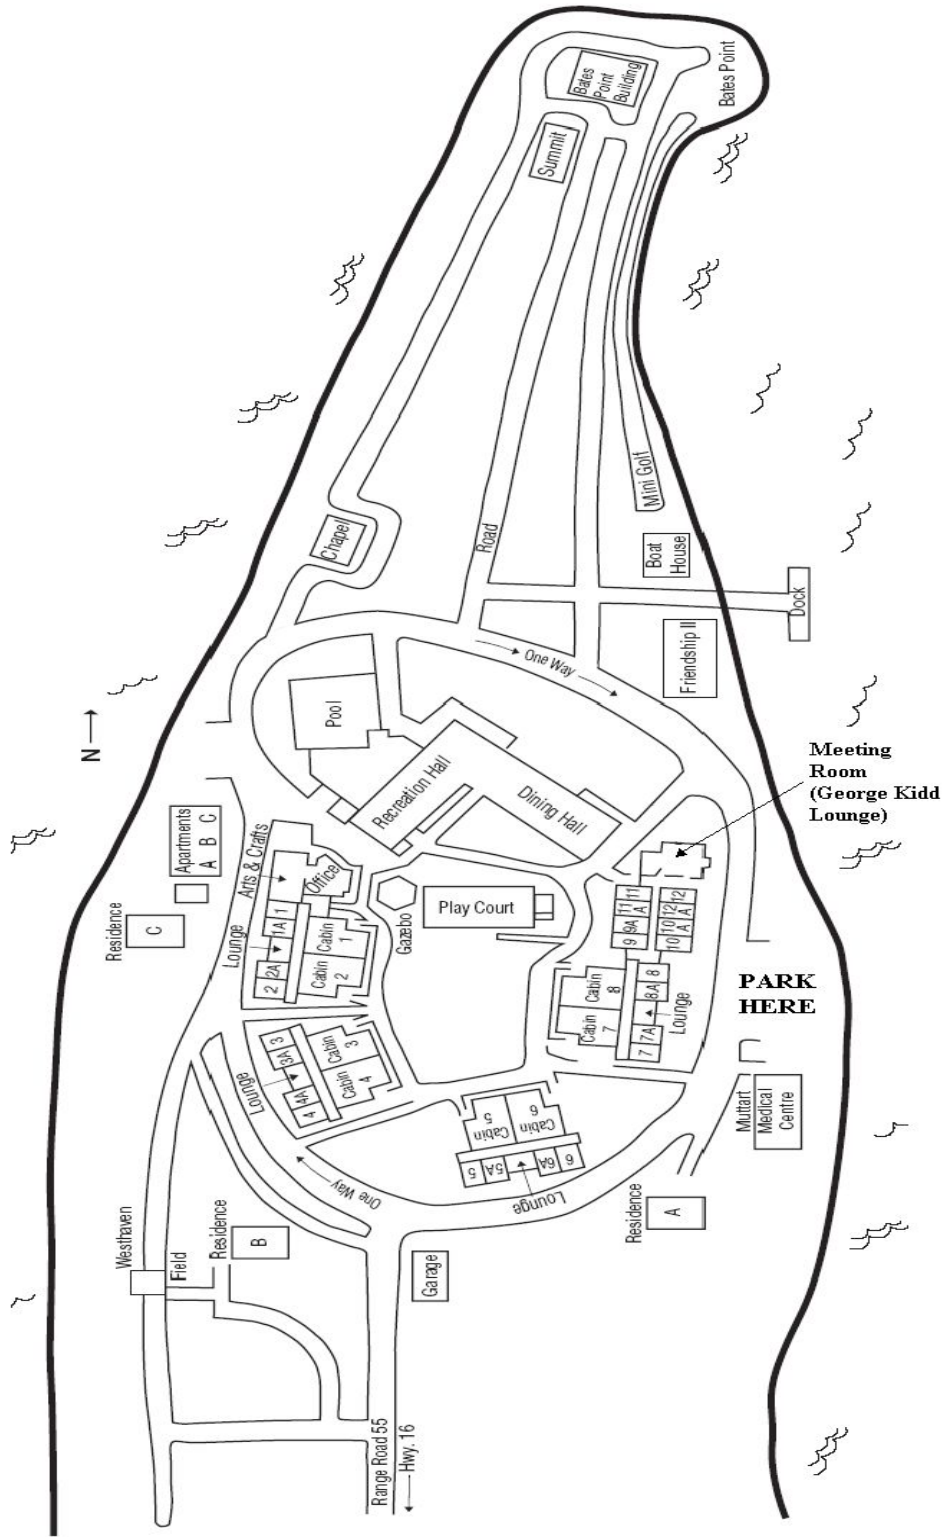 Bates
Point
Building
Bates Point
Summit
Mini Golf
Chapel
Road
Boat
House
Dock
Friendship II
One Way
Pool
N
Recreation Hall
Dining Hall
Meeting
Room
(George Kidd
Lounge)
Apartments
A B C
Arts & Crafts
Office
Residence
C
Lounge
Gazebo
Play Court
1
1A
2A
2
Cabin
1
Cabin
2
11
11
A
9A
9
12
12
A
10
A
10
Cabin
8
Cabin
7
8
8A
7A
7
Lounge
PARK
HERE
3
3A
4A
4
Cabin
3
Cabin
4
Lounge
Cabin
5
Cabin
6
5
5A
6A
6
Lounge
Muttart
Medical
Centre
One Way
Residence
A
Residence
B
Westhaven
Field
Garage
Range Road 55
Hwy. 16